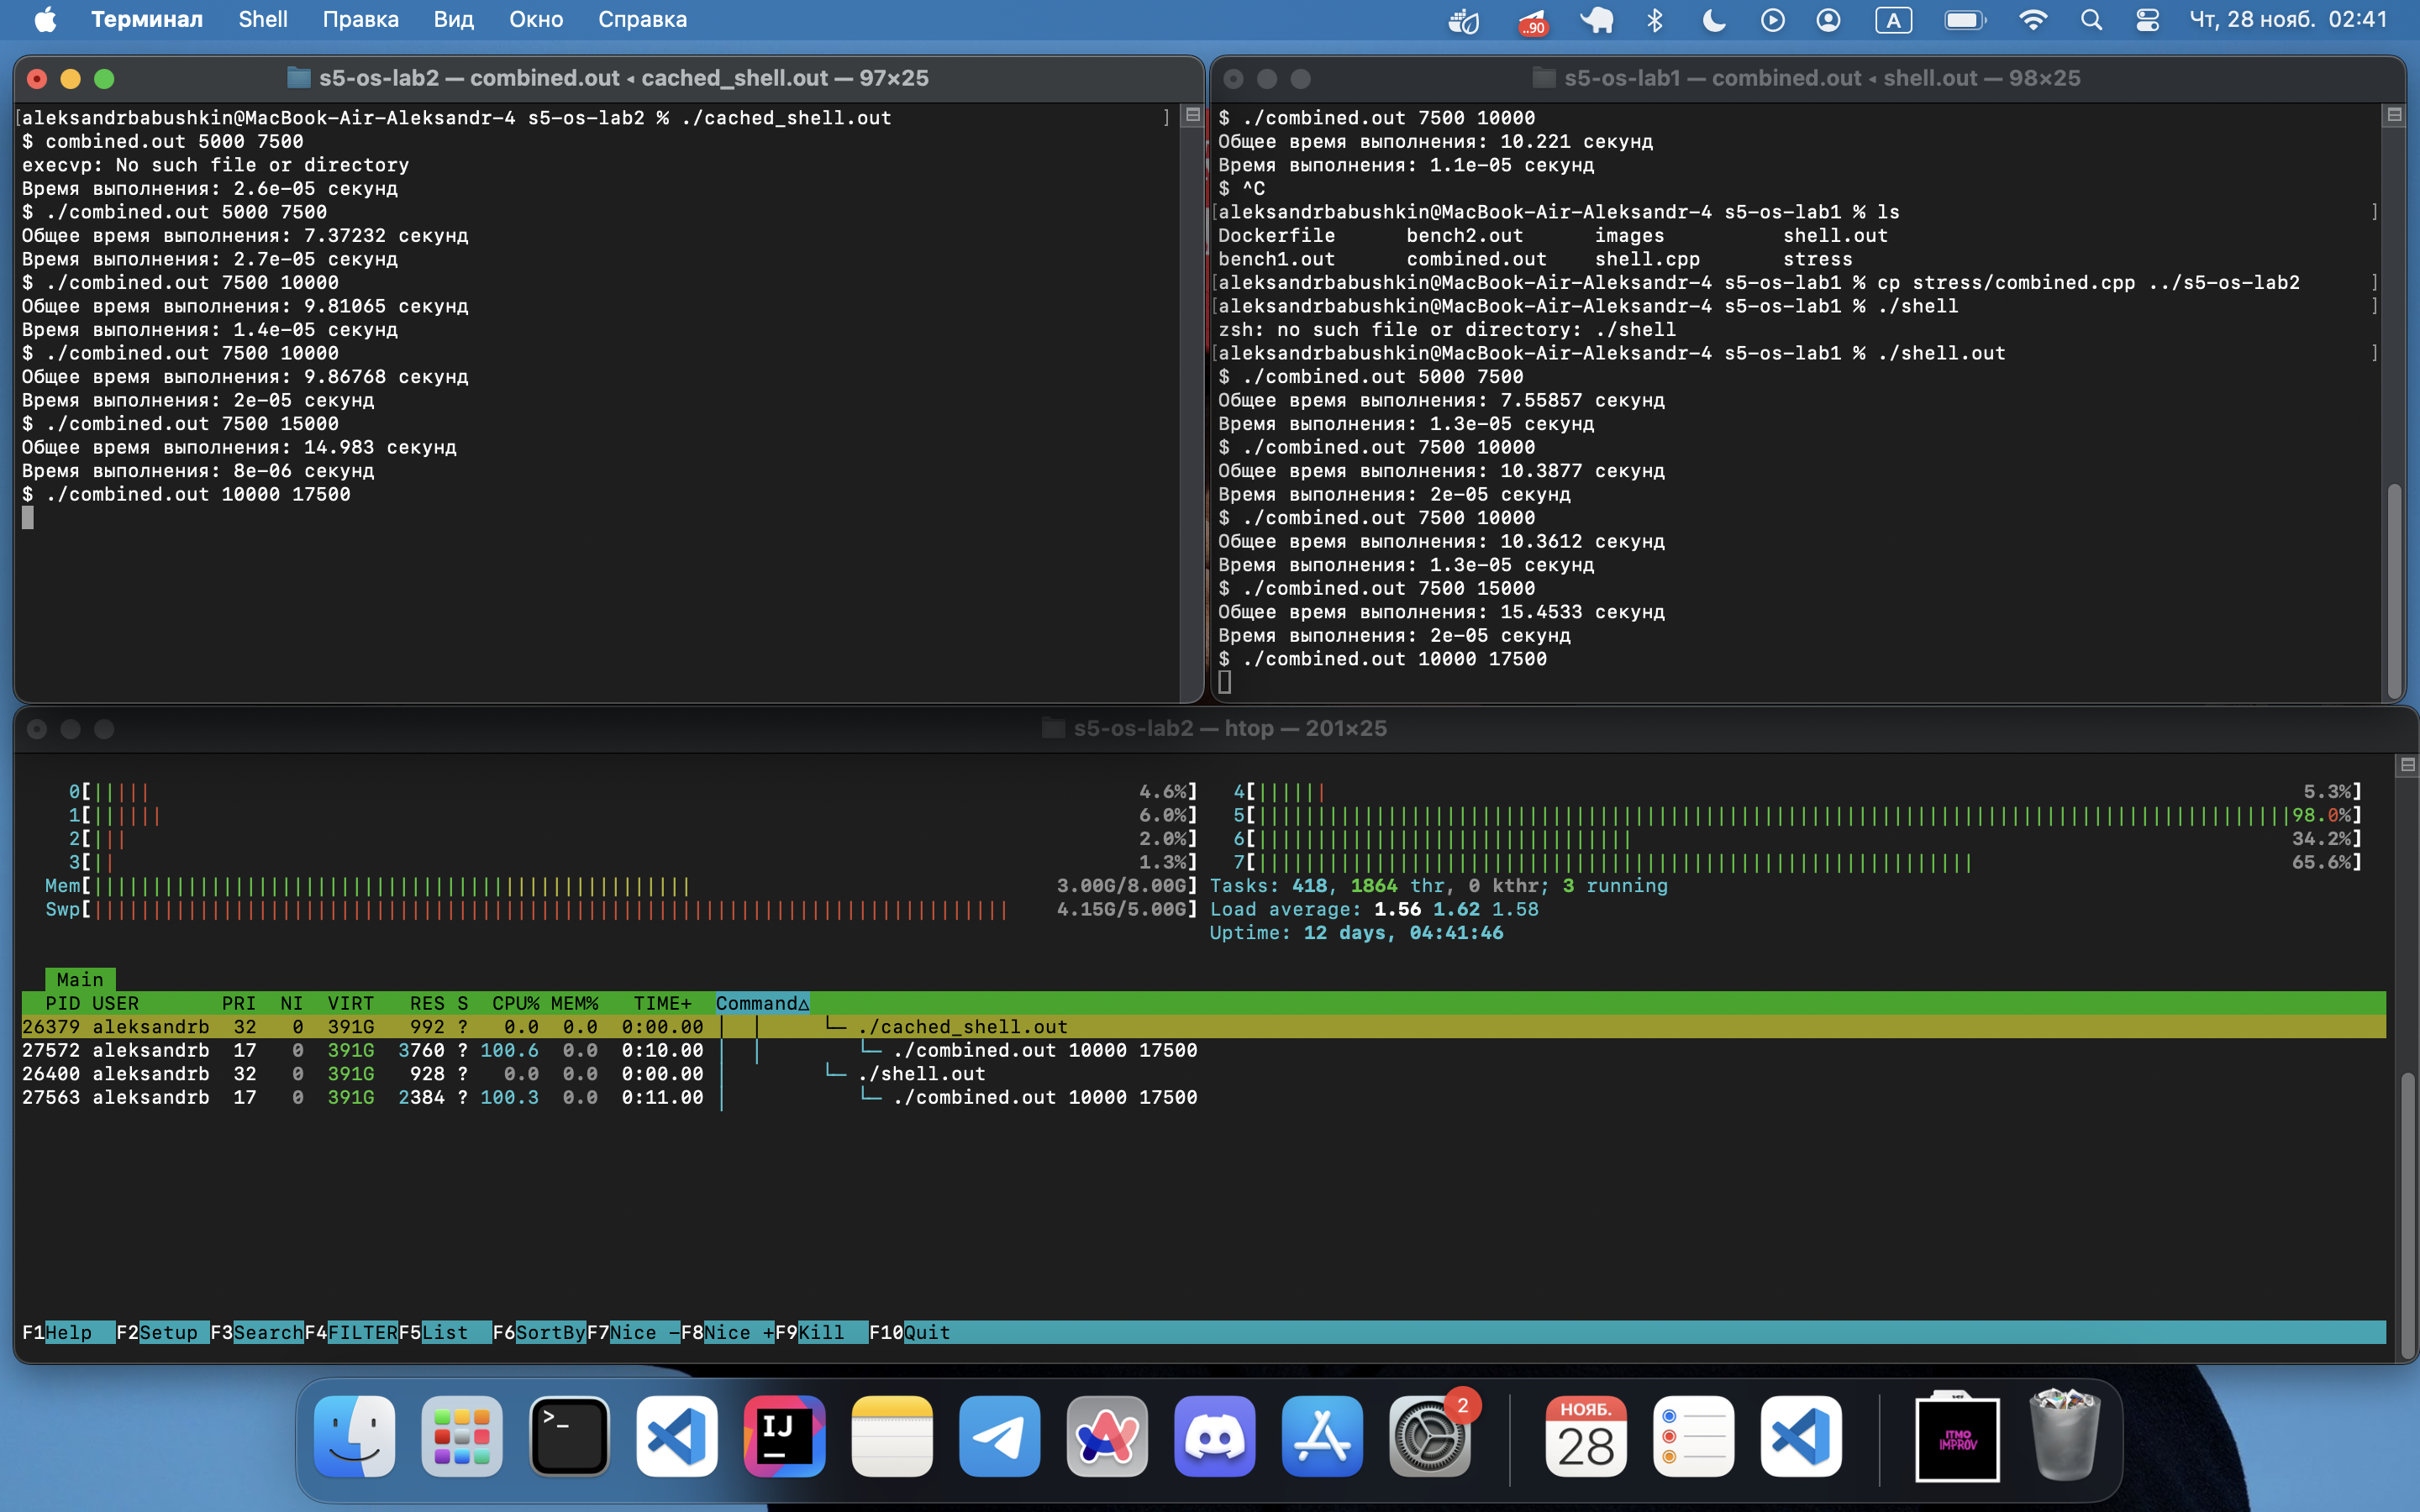 Терминал Shell Правка Вид Окно Справка ..90 A Чт, 28 нояб. 02:41
s5-os-lab2 — combined.out ◂ cached_shell.out — 97×25
[aleksandrbabushkin@MacBook-Air-Aleksandr-4 s5-os-lab2 % ./cached_shell.out ]
$ combined.out 5000 7500
execvp: No such file or directory
Время выполнения: 2.6e-05 секунд
$ ./combined.out 5000 7500
Общее время выполнения: 7.37232 секунд
Время выполнения: 2.7e-05 секунд
$ ./combined.out 7500 10000
Общее время выполнения: 9.81065 секунд
Время выполнения: 1.4e-05 секунд
$ ./combined.out 7500 10000
Общее время выполнения: 9.86768 секунд
Время выполнения: 2e-05 секунд
$ ./combined.out 7500 15000
Общее время выполнения: 14.983 секунд
Время выполнения: 8e-06 секунд
$ ./combined.out 10000 17500
s5-os-lab1 — combined.out ◂ shell.out — 98×25
$ ./combined.out 7500 10000
Общее время выполнения: 10.221 секунд
Время выполнения: 1.1e-05 секунд
$ ^C
[aleksandrbabushkin@MacBook-Air-Aleksandr-4 s5-os-lab1 % ls ]
Dockerfile bench2.out images shell.out
bench1.out combined.out shell.cpp stress
[aleksandrbabushkin@MacBook-Air-Aleksandr-4 s5-os-lab1 % cp stress/combined.cpp ../s5-os-lab2 ]
[aleksandrbabushkin@MacBook-Air-Aleksandr-4 s5-os-lab1 % ./shell ]
zsh: no such file or directory: ./shell
[aleksandrbabushkin@MacBook-Air-Aleksandr-4 s5-os-lab1 % ./shell.out ]
$ ./combined.out 5000 7500
Общее время выполнения: 7.55857 секунд
Время выполнения: 1.3e-05 секунд
$ ./combined.out 7500 10000
Общее время выполнения: 10.3877 секунд
Время выполнения: 2e-05 секунд
$ ./combined.out 7500 10000
Общее время выполнения: 10.3612 секунд
Время выполнения: 1.3e-05 секунд
$ ./combined.out 7500 15000
Общее время выполнения: 15.4533 секунд
Время выполнения: 2e-05 секунд
$ ./combined.out 10000 17500
s5-os-lab2 — htop — 201×25
0[||||| 4.6%] 4[|||||| 5.3%]
1[|||||| 6.0%] 5[||||||||||||||||||||||||||||||98.0%]
2[||| 2.0%] 6[|||||||||||||||| 34.2%]
3[|| 1.3%] 7[|||||||||||||||||||||||| 65.6%]
Mem[|||||||||||||||||||||||| 3.00G/8.00G] Tasks: 418, 1864 thr, 0 kthr; 3 running
Swp[|||||||||||||||||||||||||||||||| 4.15G/5.00G] Load average: 1.56 1.62 1.58
Uptime: 12 days, 04:41:46
Main
PID USER PRI NI VIRT RES S CPU% MEM% TIME+ Command△
26379 aleksandrb 32 0 391G 992 ? 0.0 0.0 0:00.00 │ │ └─ ./cached_shell.out
27572 aleksandrb 17 0 391G 3760 ? 100.6 0.0 0:10.00 │ │ └─ ./combined.out 10000 17500
26400 aleksandrb 32 0 391G 928 ? 0.0 0.0 0:00.00 │ └─ ./shell.out
27563 aleksandrb 17 0 391G 2384 ? 100.3 0.0 0:11.00 │ └─ ./combined.out 10000 17500
F1Help F2Setup F3SearchF4FILTERF5List F6SortByF7Nice -F8Nice +F9Kill F10Quit
>_ IJ 2 НОЯБ. 28 ITMO IMPROV